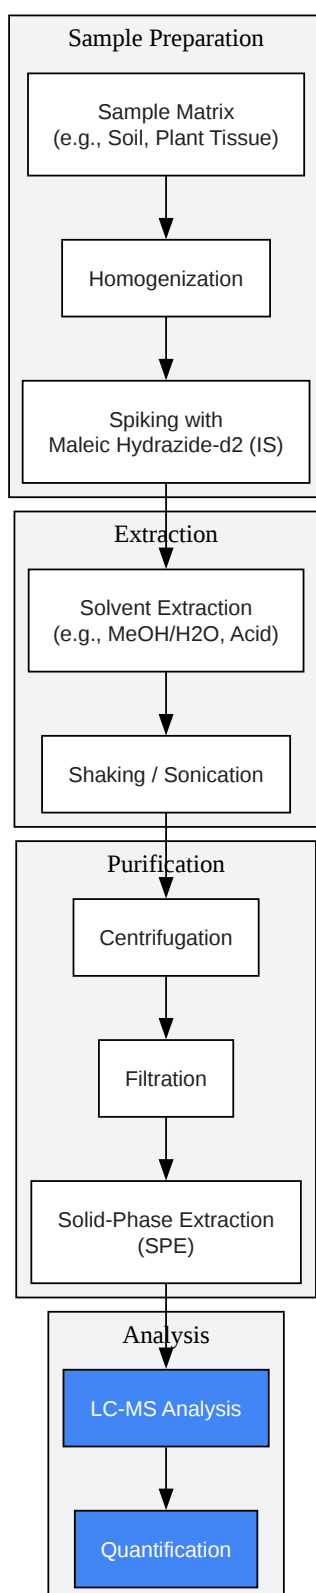 Sample Preparation
Sample Matrix
(e.g., Soil, Plant Tissue)
Homogenization
Spiking with
Maleic Hydrazide-d2 (IS)
Extraction
Solvent Extraction
(e.g., MeOH/H2O, Acid)
Shaking / Sonication
Purification
Centrifugation
Filtration
Solid-Phase Extraction
(SPE)
Analysis
LC-MS Analysis
Quantification